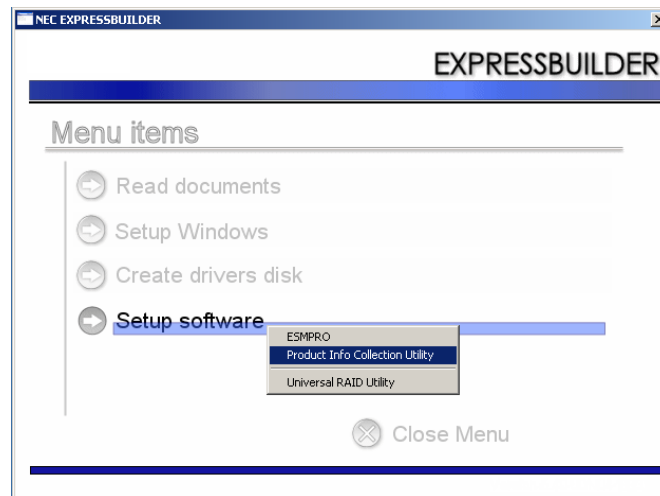 NEC EXPRESSBUILDER
EXPRESSBUILDER
Menu items
Read documents
Setup Windows
Create drivers disk
Setup software
ESMPRO
Product Info Collection Utility
Universal RAID Utility
Close Menu